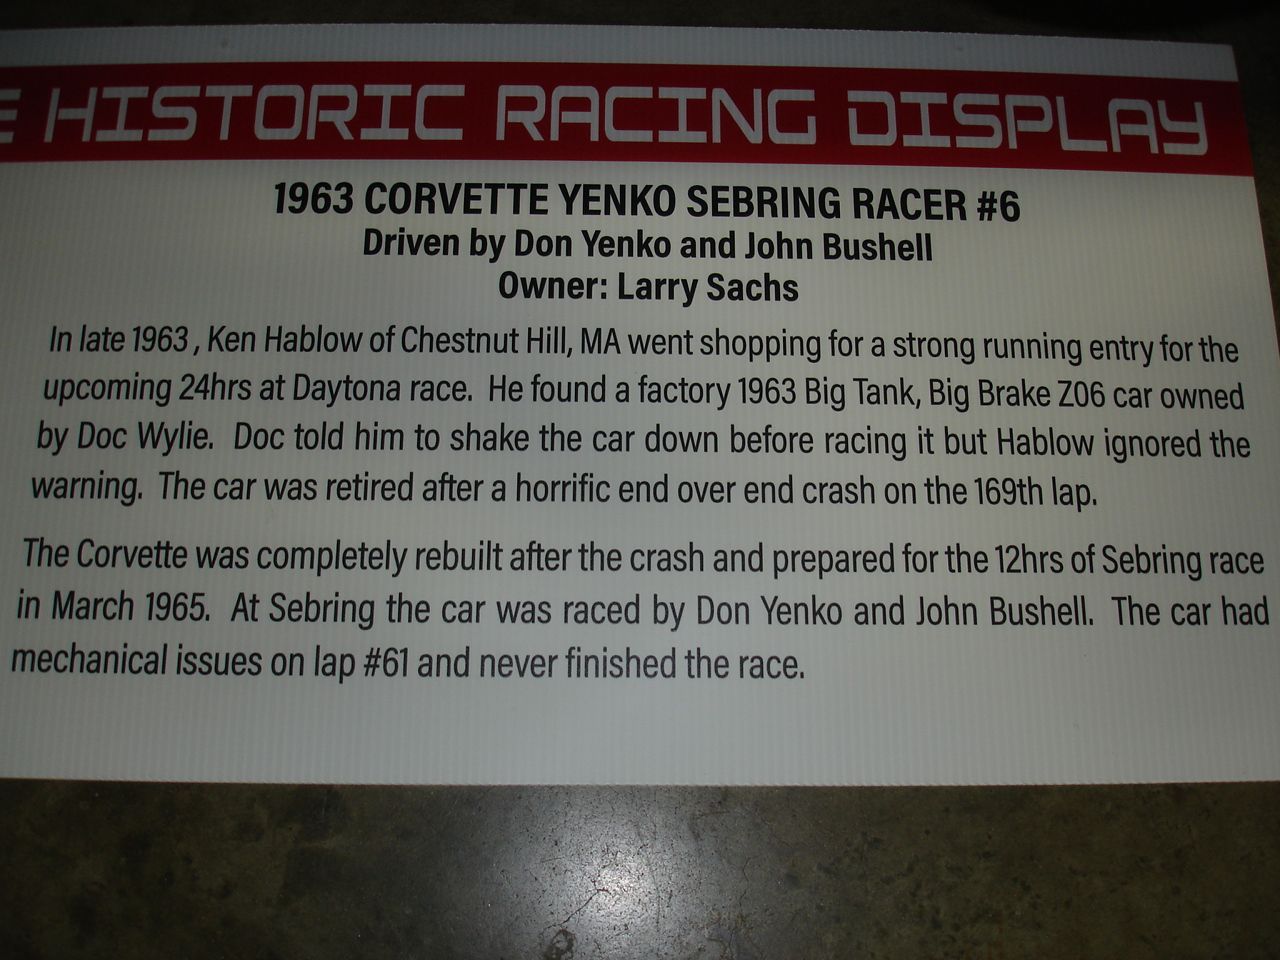 E HISTORIC RACING DISPLAY
1963 CORVETTE YENKO SEBRING RACER #6
Driven by Don Yenko and John Bushell
Owner: Larry Sachs
In late 1963, Ken Hablow of Chestnut Hill, MA went shopping for a strong running entry for the
upcoming 24hrs at Daytona race. He found a factory 1963 Big Tank, Big Brake Z06 car owned
by Doc Wylie. Doc told him to shake the car down before racing it but Hablow ignored the
warning. The car was retired after a horrific end over end crash on the 169th lap.
The Corvette was completely rebuilt after the crash and prepared for the 12hrs of Sebring race
in March 1965. At Sebring the car was raced by Don Yenko and John Bushell. The car had
mechanical issues on lap #61 and never finished the race.